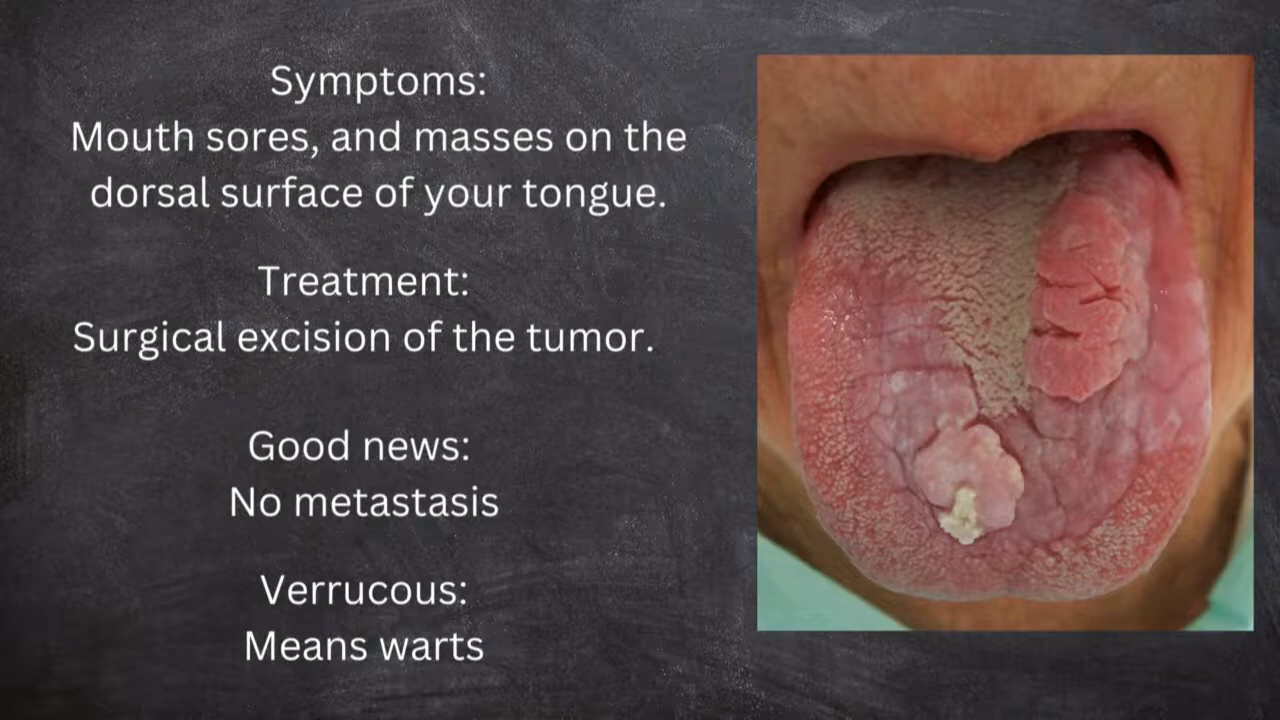 Symptoms:
Mouth sores, and masses on the
dorsal surface of your tongue.
Treatment:
Surgical excision of the tumor.
Good news:
No metastasis
Verrucous:
Means warts